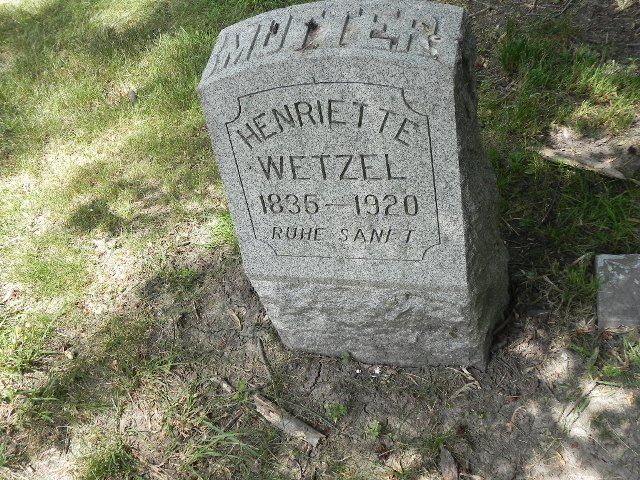 MUTTER
HENRIETTE
WETZEL
1835-1920
RUHE SANFT